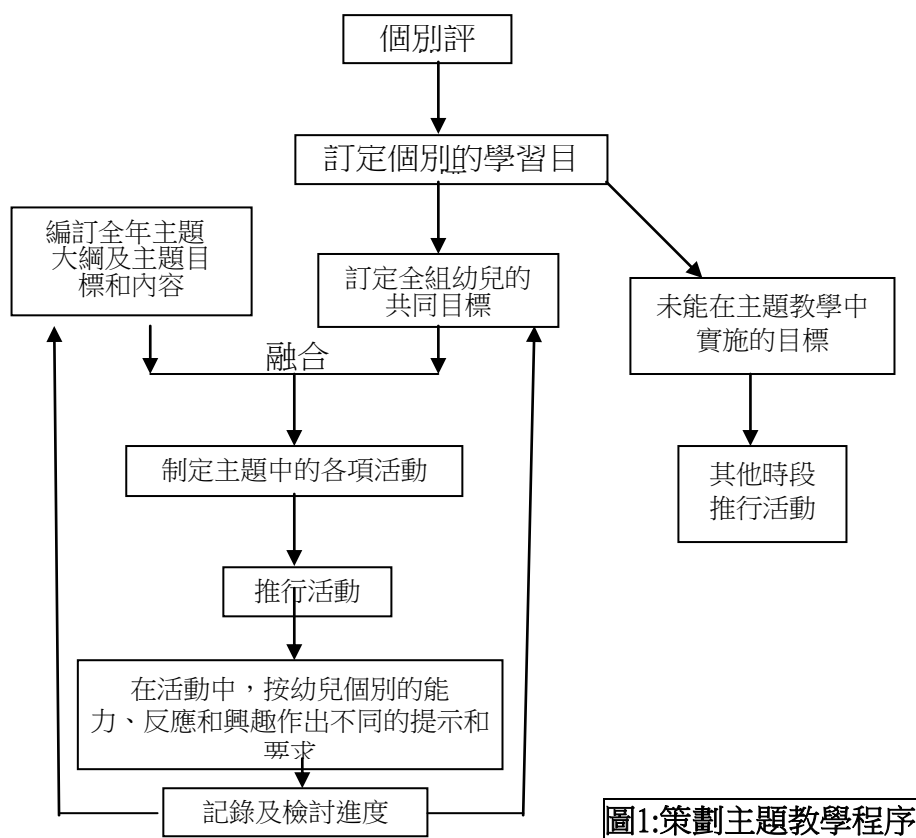 個別評
訂定個別的學習目
編訂全年主題
大綱及主題目
標和內容
訂定全組幼兒的
共同目標
未能在主題教學中
實施的目標
融合
制定主題中的各項活動
其他時段
推行活動
推行活動
在活動中，按幼兒個別的能
力、反應和興趣作出不同的提示和
要求
記錄及檢討進度
圖1:策劃主題教學程序